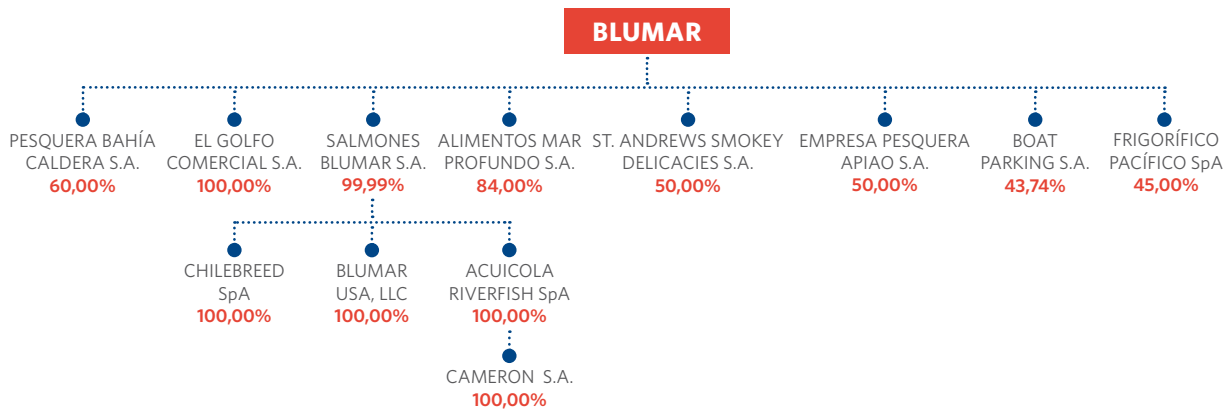 BLUMAR
PESQUERA BAHÍA
CALDERA S.A.
60,00%
EL GOLFO
COMERCIAL S.A.
100,00%
SALMONES
BLUMAR S.A.
99,99%
ALIMENTOS MAR
PROFUNDO S.A.
84,00%
ST. ANDREWS SMOKEY
DELICACIES S.A.
50,00%
EMPRESA PESQUERA
APIAO S.A.
50,00%
BOAT
PARKING S.A.
43,74%
FRIGORÍFICO
PACÍFICO SpA
45,00%
CHILEBREED
SpA
100,00%
BLUMAR
USA, LLC
100,00%
ACUICOLA
RIVERFISH SpA
100,00%
CAMERON S.A.
100,00%